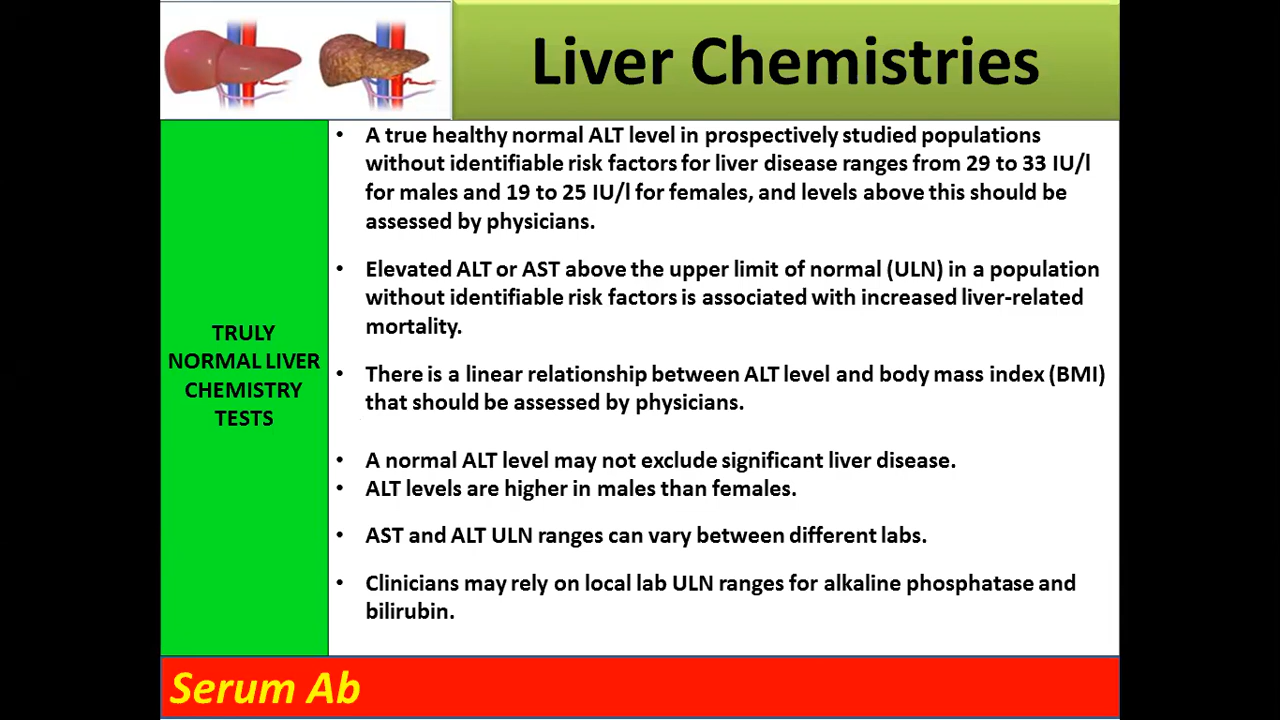 Liver Chemistries
TRULY
NORMAL LIVER
CHEMISTRY
TESTS
• A true healthy normal ALT level in prospectively studied populations
without identifiable risk factors for liver disease ranges from 29 to 33 IU/l
for males and 19 to 25 IU/l for females, and levels above this should be
assessed by physicians.
• Elevated ALT or AST above the upper limit of normal (ULN) in a population
without identifiable risk factors is associated with increased liver-related
mortality.
• There is a linear relationship between ALT level and body mass index (BMI)
that should be assessed by physicians.
• A normal ALT level may not exclude significant liver disease.
• ALT levels are higher in males than females.
• AST and ALT ULN ranges can vary between different labs.
• Clinicians may rely on local lab ULN ranges for alkaline phosphatase and
bilirubin.
Serum Ab